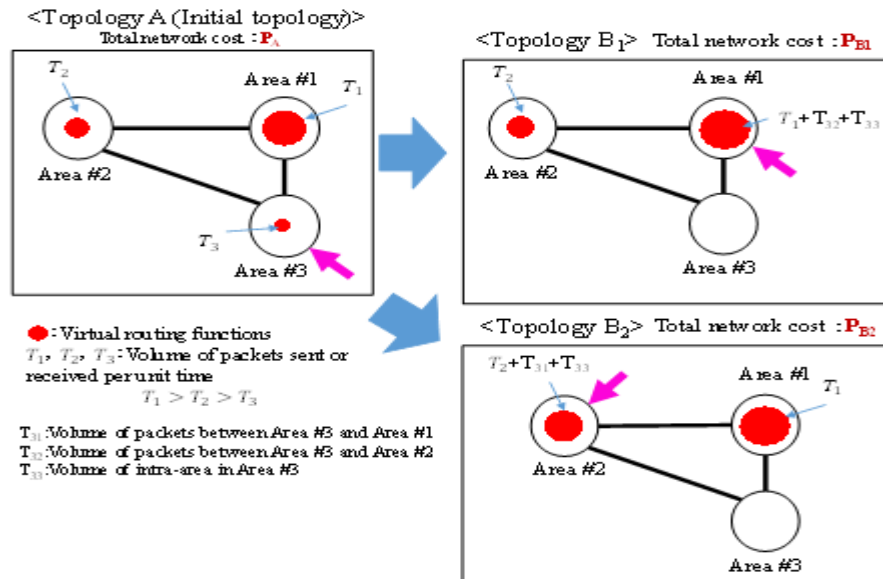 <Topology A (Initial topology)>
Total network cost : P_A
T₂
Area #1
T₁
Area #2
T₃
Area #3
<Topology B₁> Total network cost : P_B1
T₂
Area #1
T₁+T₃₂+T₃₃
Area #2
Area #3
: Virtual routing functions
T₁, T₂, T₃: Volume of packets sent or
received per unit time
T₁ > T₂ > T₃
T₃₁:Volume of packets between Area #3 and Area #1
T₃₂:Volume of packets between Area #3 and Area #2
T₃₃:Volume of intra-area in Area #3
<Topology B₂> Total network cost : P_B2
T₂+T₃₁+T₃₃
Area #1
T₁
Area #2
Area #3